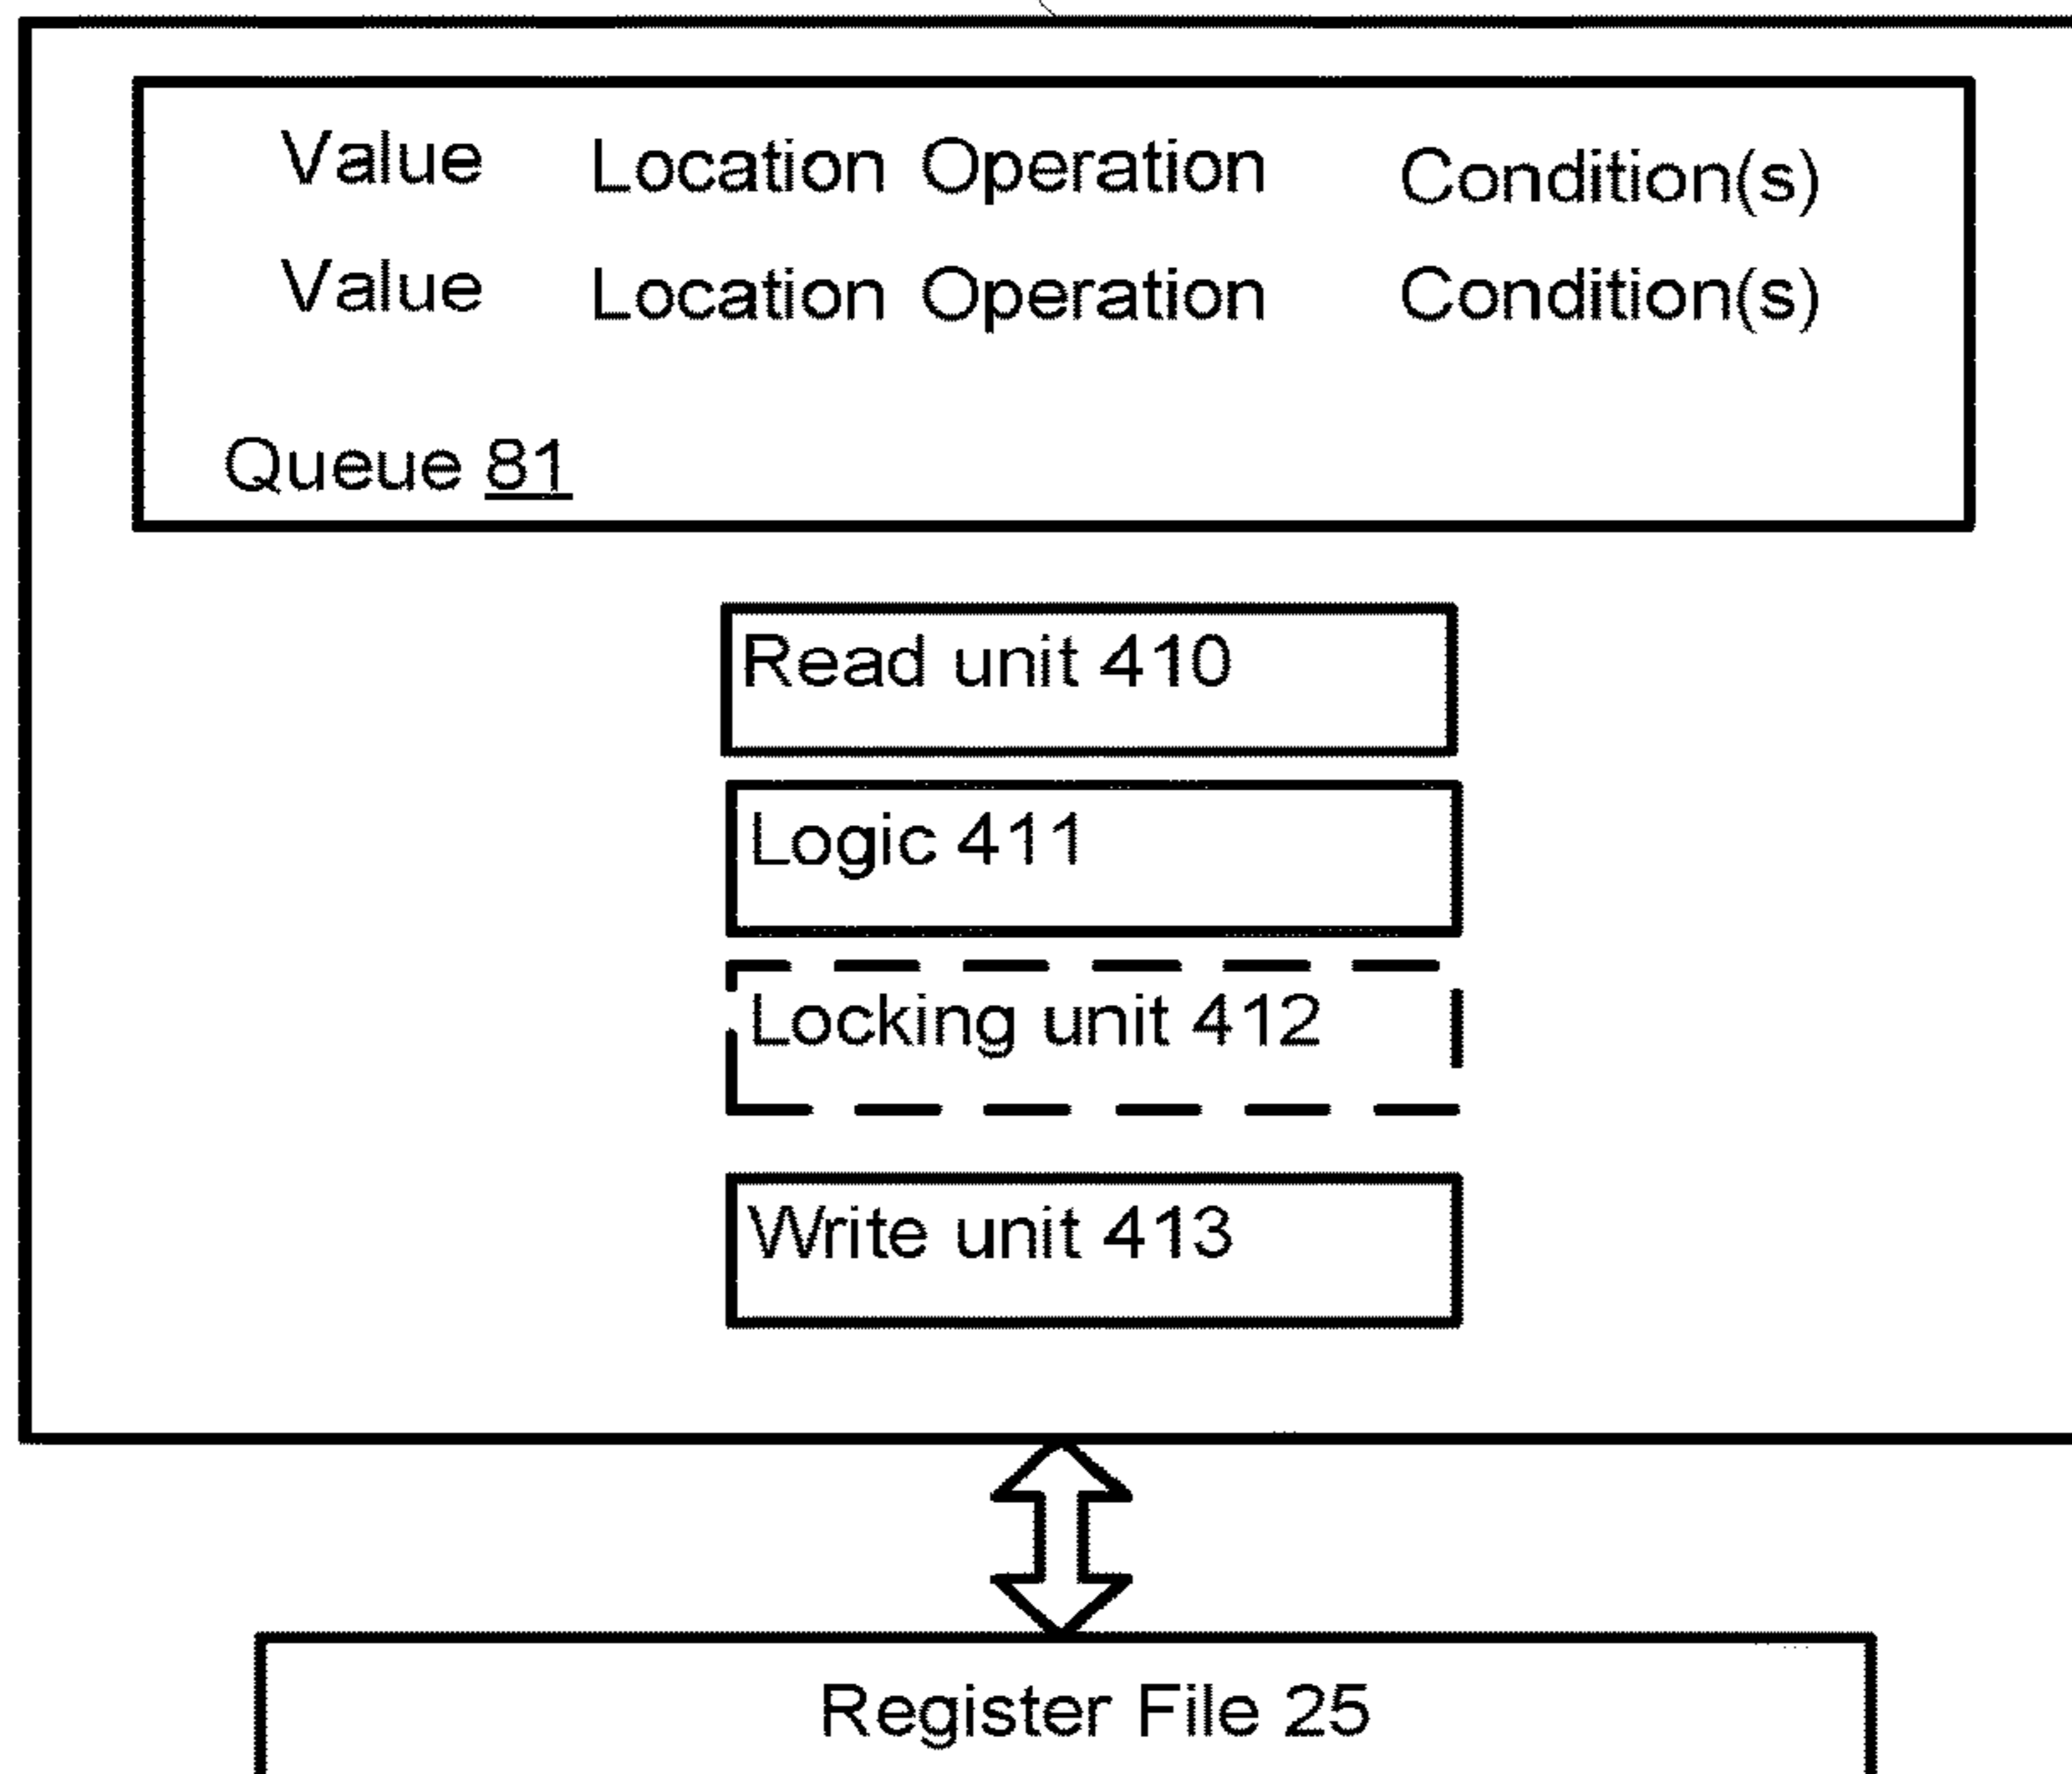 Value Location Operation Condition(s)
Value Location Operation Condition(s)
Queue 81
Read unit 410
Logic 411
Locking unit 412
Write unit 413
Register File 25